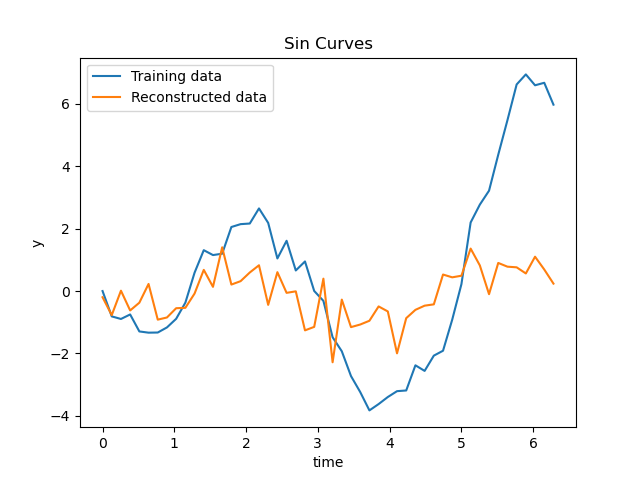 Sin Curves
Training data
Reconstructed data
6
4
2
0
−2
−4
y
0 1 2 3 4 5 6
time